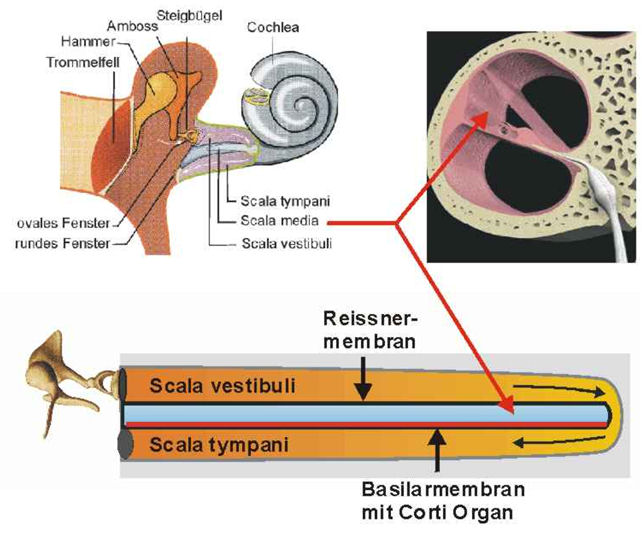 Steigbügel
Amboss
Hammer
Trommelfell
Cochlea
Scala tympani
Scala media
Scala vestibuli
ovales Fenster
rundes Fenster
Reissner-
membran
Scala vestibuli
Scala tympani
Basilarmembran
mit Corti Organ